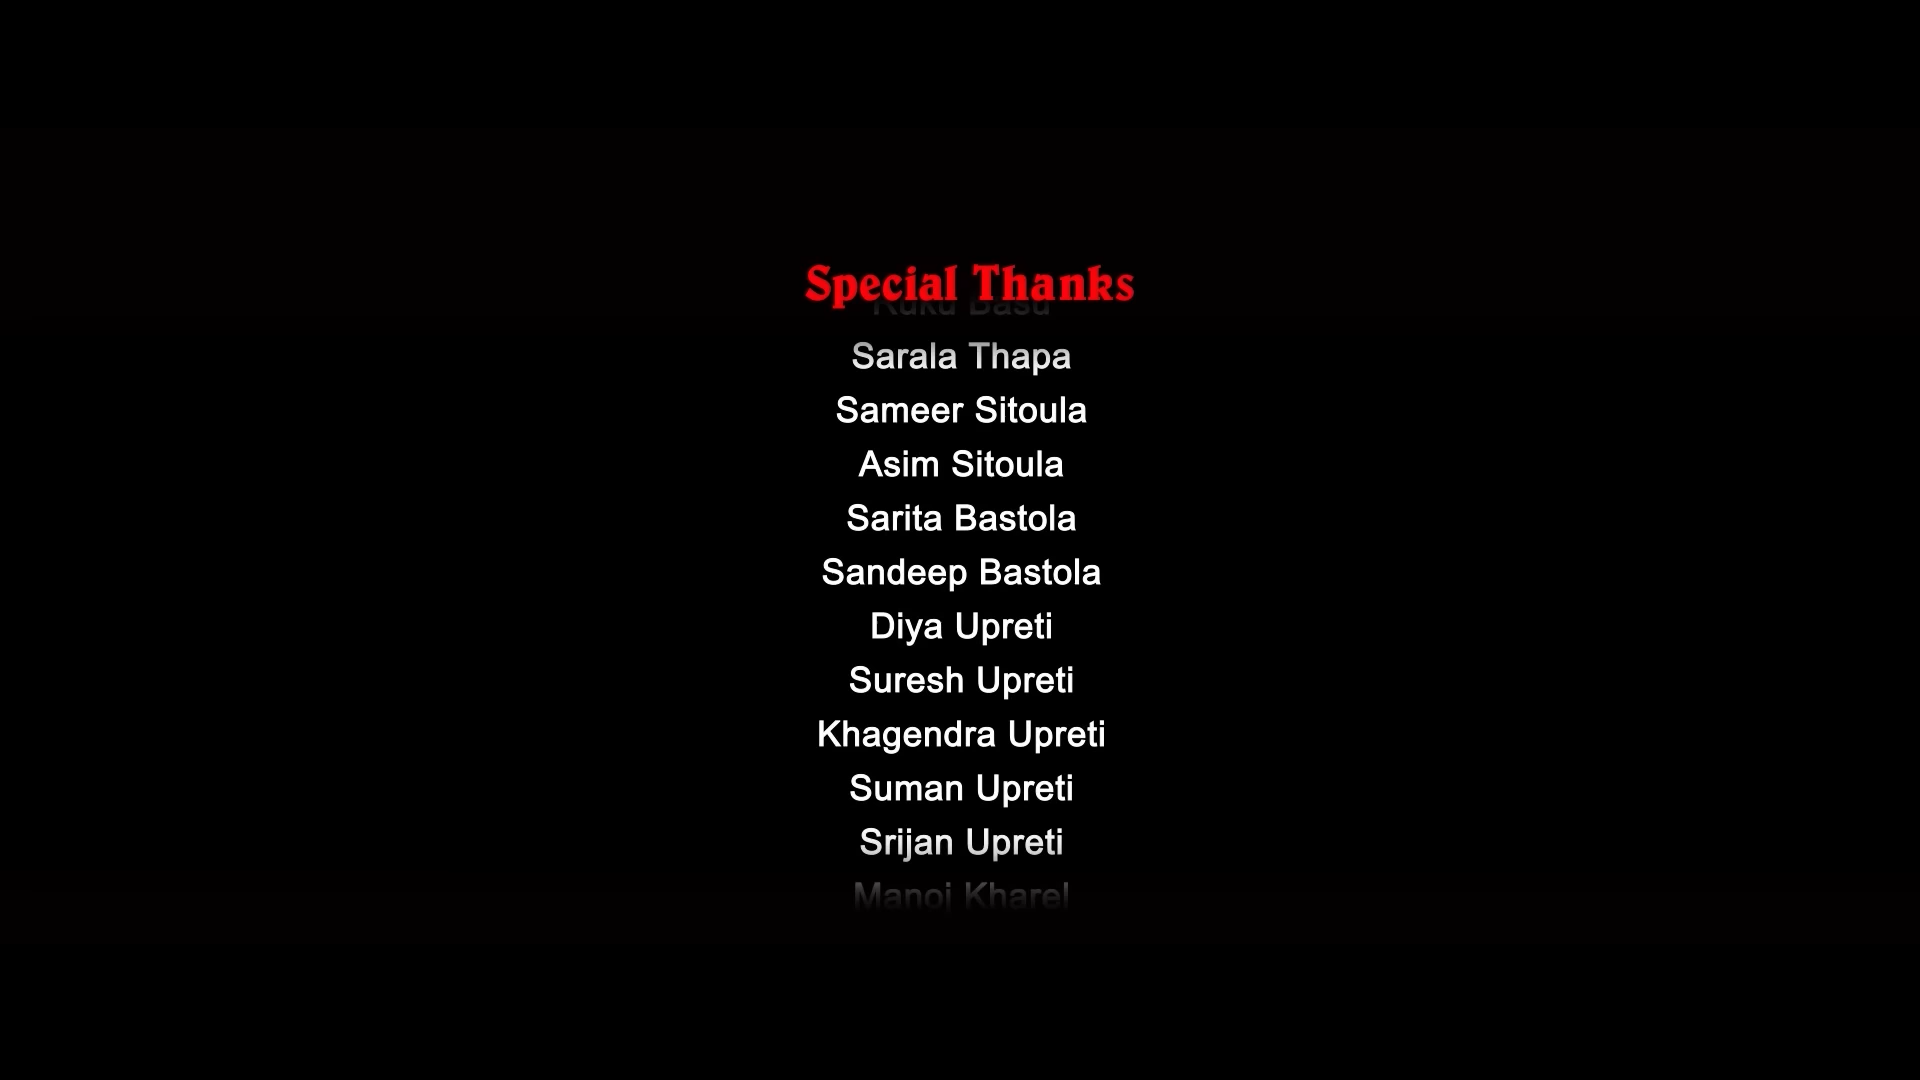 Special Thanks
Sarala Thapa
Sameer Sitoula
Asim Sitoula
Sarita Bastola
Sandeep Bastola
Diya Upreti
Suresh Upreti
Khagendra Upreti
Suman Upreti
Srijan Upreti
Manoj Kharel